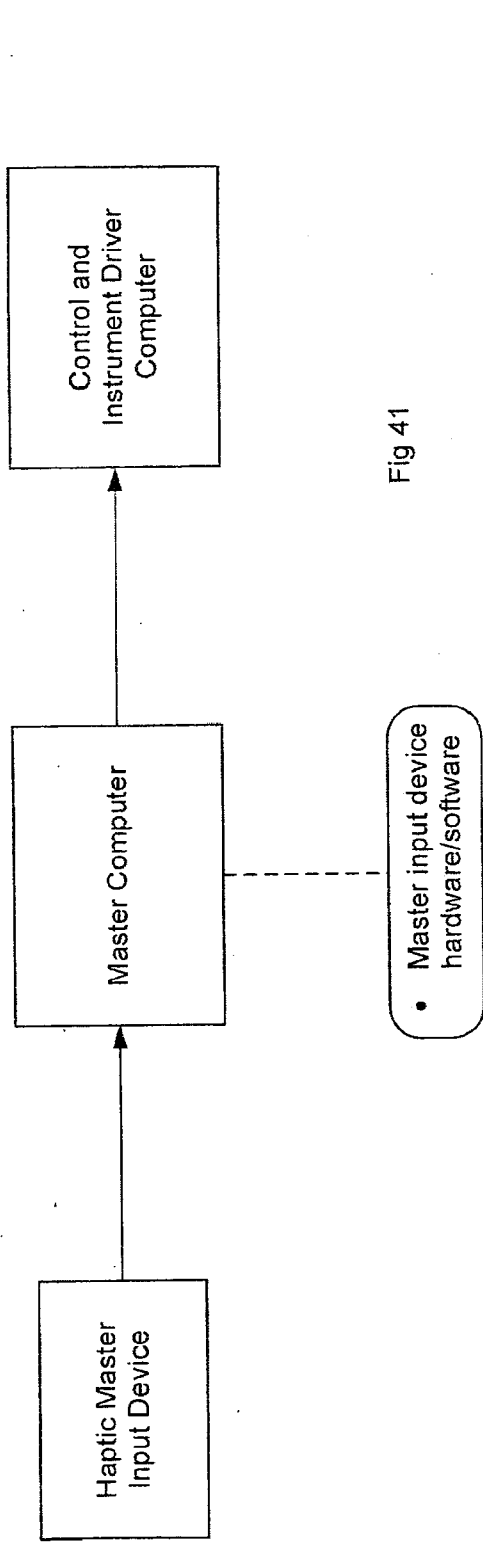 Haptic Master
Input Device
Master Computer
Control and
Instrument Driver
Computer
• Master input device
hardware/software
Fig 41